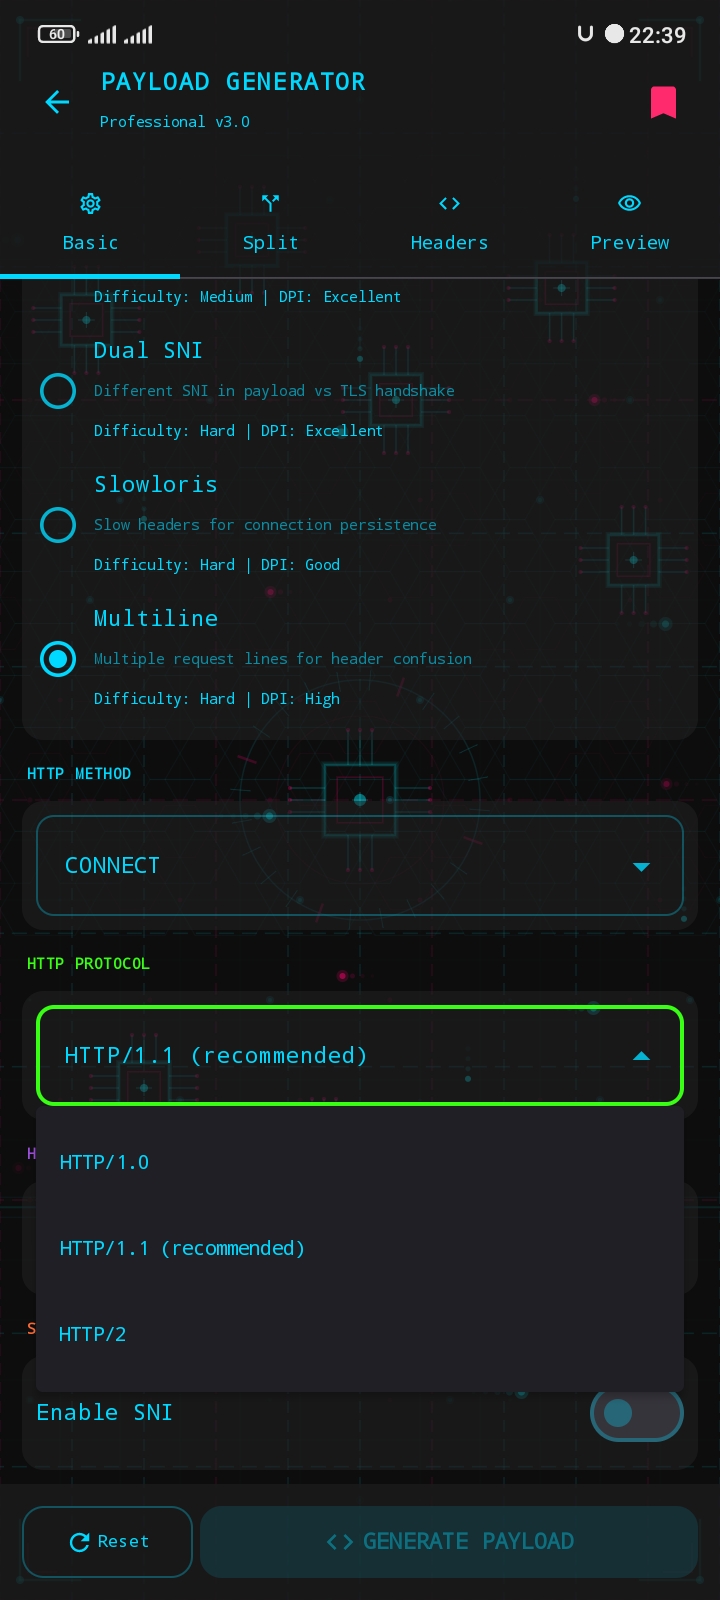 60
22:39
PAYLOAD GENERATOR
Professional v3.0
Basic
Split
Headers
Preview
Difficulty: Medium | DPI: Excellent
Dual SNI
Different SNI in payload vs TLS handshake
Difficulty: Hard | DPI: Excellent
Slowloris
Slow headers for connection persistence
Difficulty: Hard | DPI: Good
Multiline
Multiple request lines for header confusion
Difficulty: Hard | DPI: High
HTTP METHOD
CONNECT
HTTP PROTOCOL
HTTP/1.1 (recommended)
HTTP/1.0
HTTP/1.1 (recommended)
HTTP/2
Enable SNI
Reset
GENERATE PAYLOAD